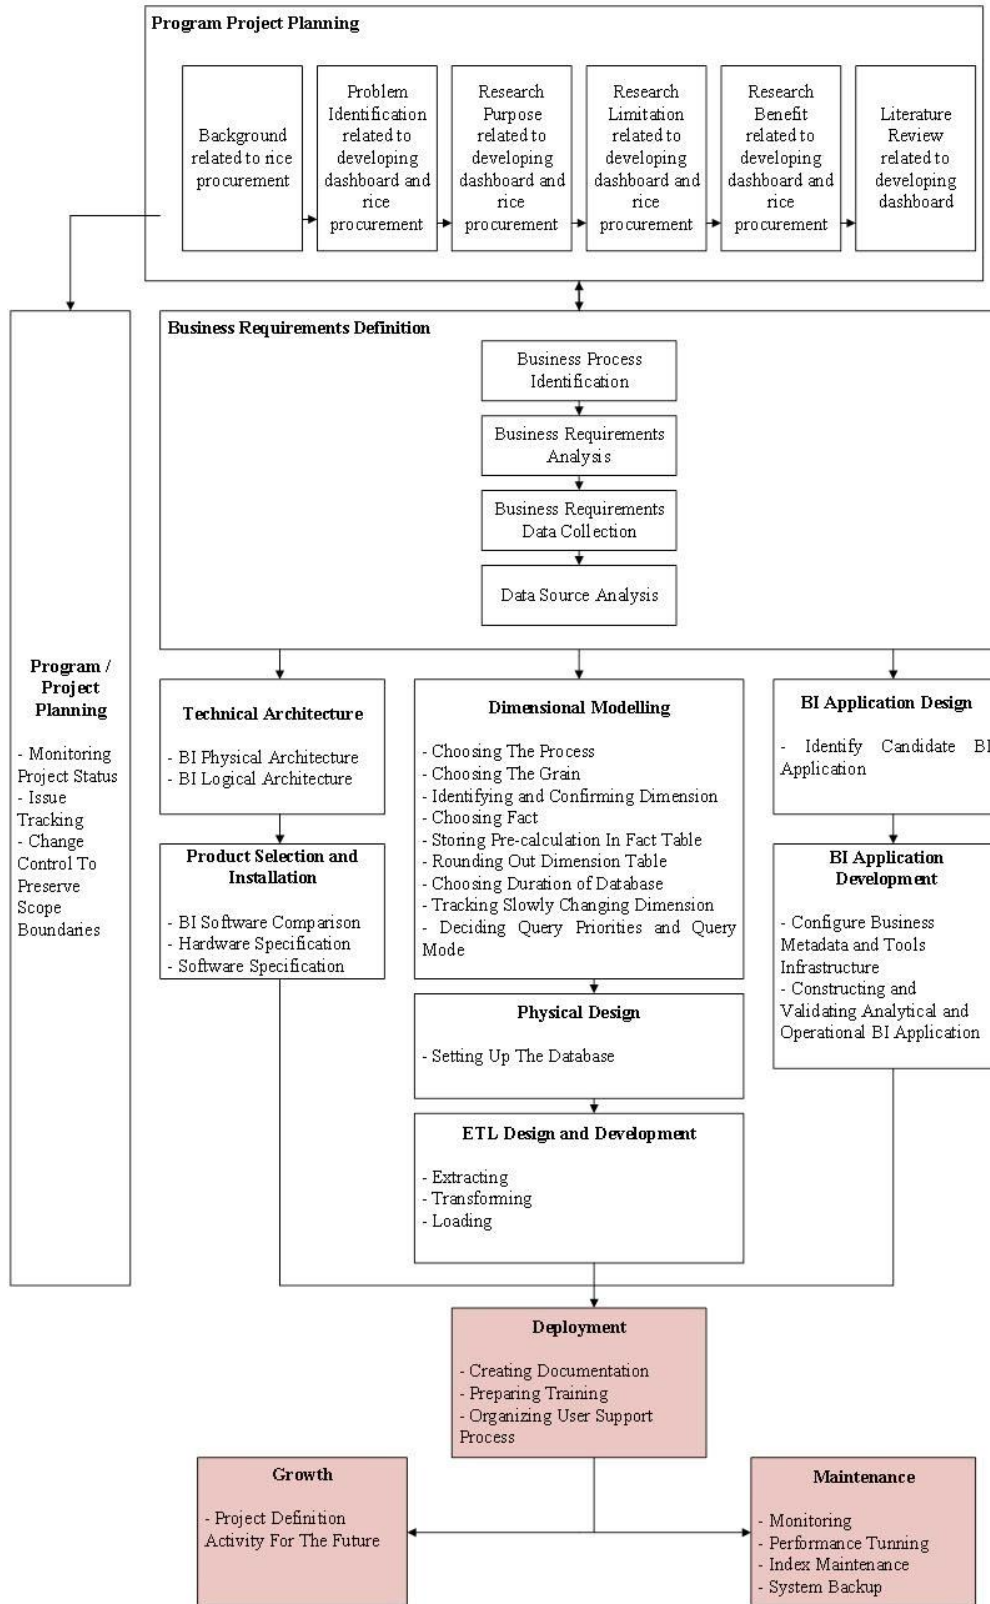 Program Project Planning
Background
related to rice
procurement
Problem
Identification
related to
developing
dashboard and
rice
procurement
Research
Purpose
related to
developing
dashboard and
rice
procurement
Research
Limitation
related to
developing
dashboard and
rice
procurement
Research
Benefit
related to
developing
dashboard and
rice
procurement
Literature
Review
related to
developing
dashboard
Business Requirements Definition
Business Process
Identification
Business Requirements
Analysis
Business Requirements
Data Collection
Data Source Analysis
Program /
Project
Planning
- Monitoring
Project Status
- Issue
Tracking
- Change
Control To
Preserve
Scope
Boundaries
Technical Architecture
- BI Physical Architecture
- BI Logical Architecture
Product Selection and
Installation
- BI Software Comparison
- Hardware Specification
- Software Specification
Dimensional Modelling
- Choosing The Process
- Choosing The Grain
- Identifying and Confirming Dimension
- Choosing Fact
- Storing Pre-calculation In Fact Table
- Rounding Out Dimension Table
- Choosing Duration of Database
- Tracking Slowly Changing Dimension
- Deciding Query Priorities and Query
Mode
Physical Design
- Setting Up The Database
ETL Design and Development
- Extracting
- Transforming
- Loading
BI Application Design
- Identify Candidate BI
Application
BI Application
Development
- Configure Business
Metadata and Tools
Infrastructure
- Constructing and
Validating Analytical and
Operational BI Application
Deployment
- Creating Documentation
- Preparing Training
- Organizing User Support
Process
Growth
- Project Definition
Activity For The Future
Maintenance
- Monitoring
- Performance Tunning
- Index Maintenance
- System Backup